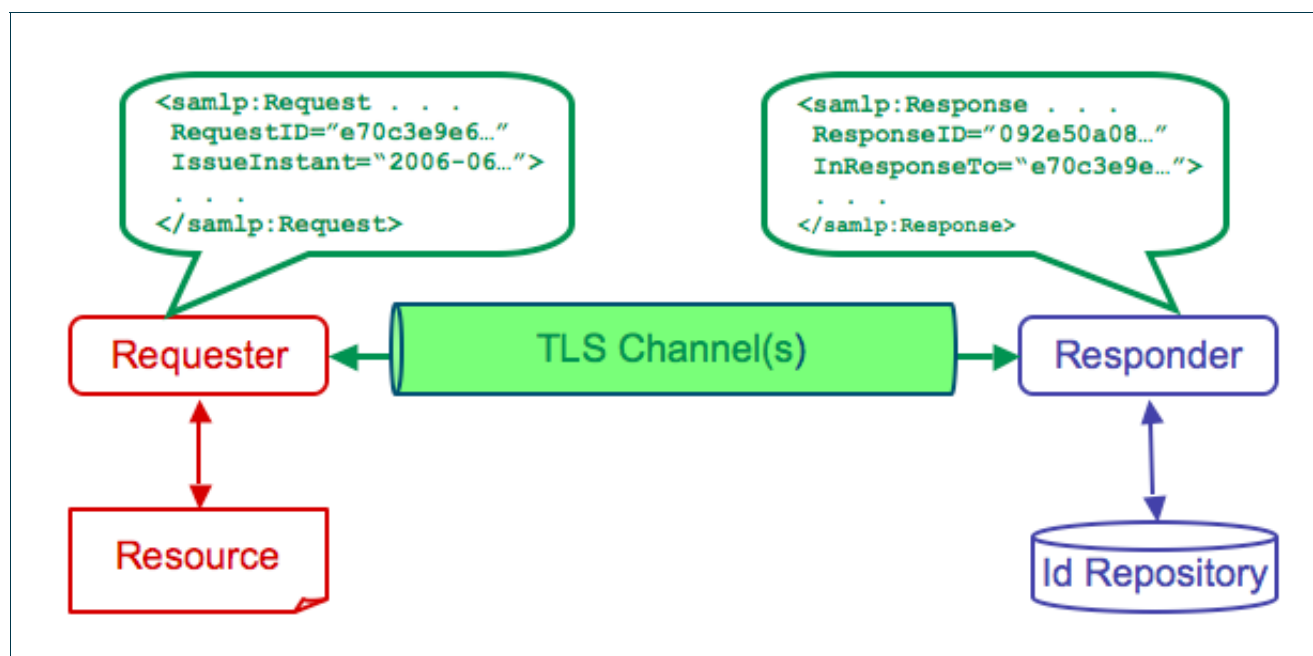 <samlp:Request . . .
RequestID=”e70c3e9e6…”
IssueInstant=“2006-06…”>
. . .
</samlp:Request>
<samlp:Response . . .
ResponseID=”092e50a08…”
InResponseTo=“e70c3e9e…”>
. . .
</samlp:Response>
Requester
TLS Channel(s)
Responder
Resource
Id Repository